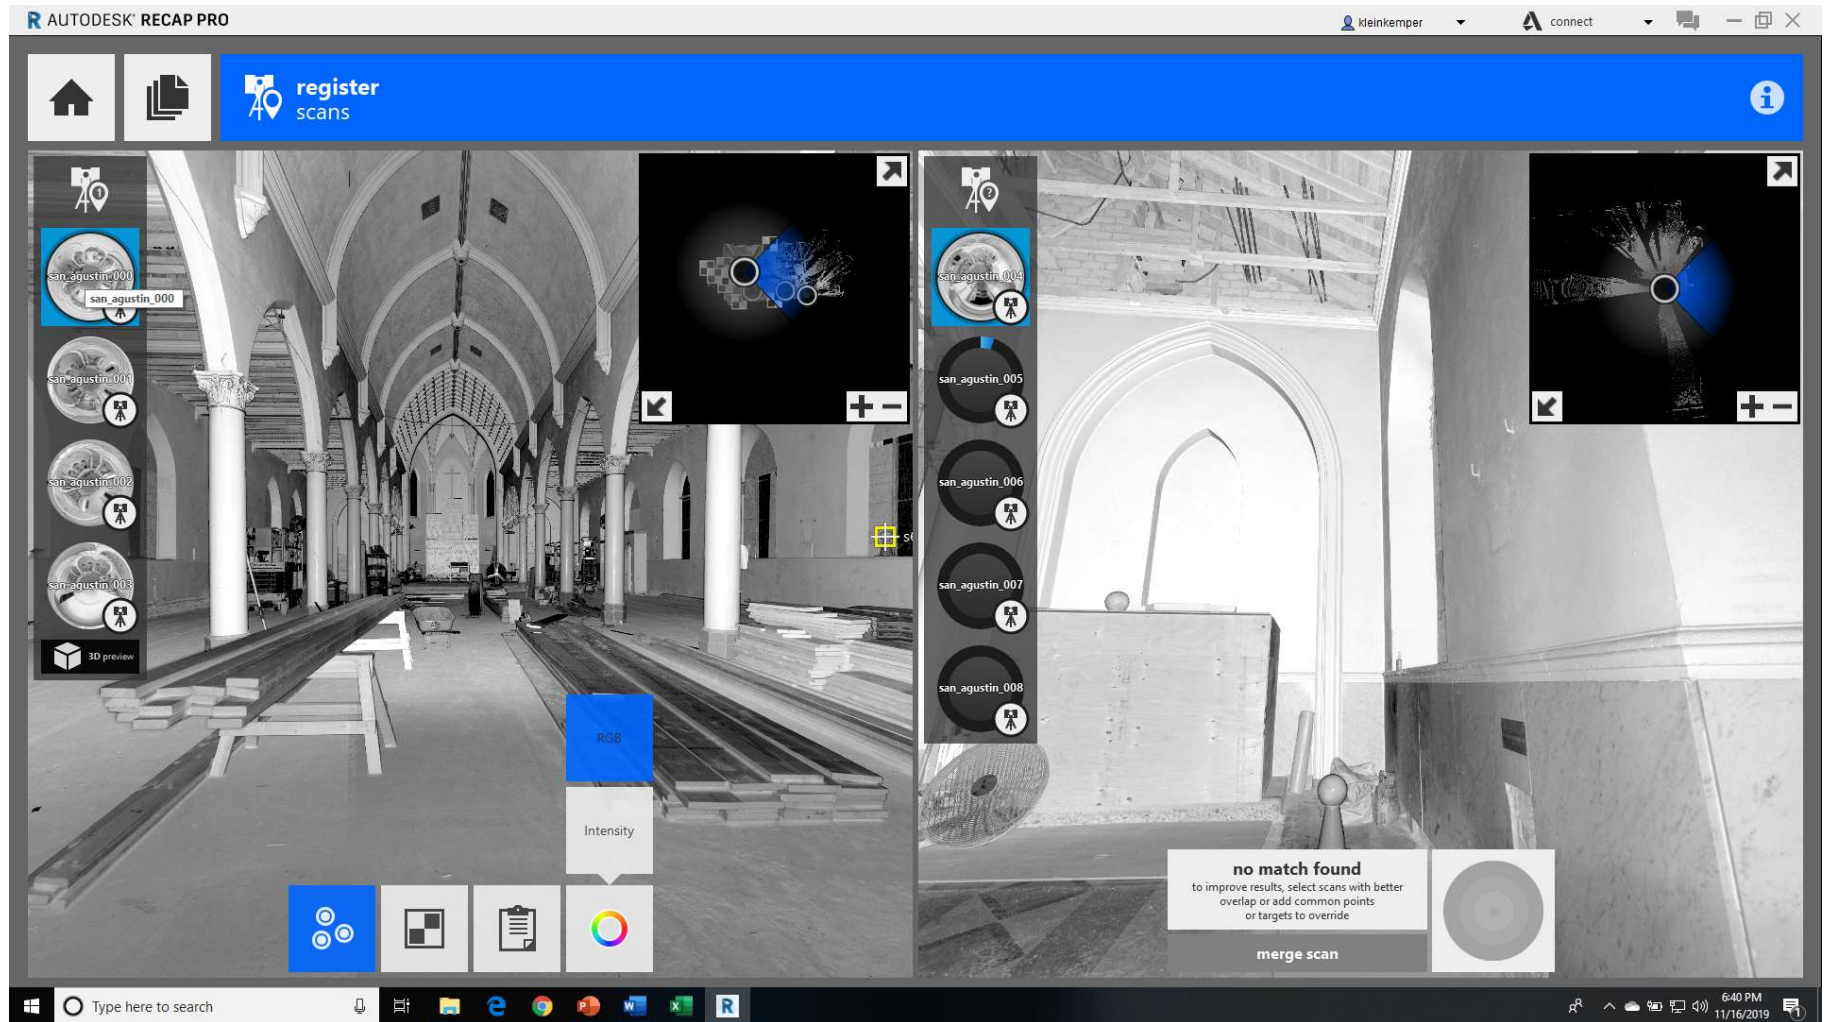 R AUTODESK® RECAP PRO
kleinkemper
connect
register
scans
1
san_agustin_000
san_agustin_000
san_agustin_001
san_agustin_002
san_agustin_003
3D preview
RGB
Intensity
?
san_agustin_004
san_agustin_005
san_agustin_006
san_agustin_007
san_agustin_008
no match found
to improve results, select scans with better
overlap or add common points
or targets to override
merge scan
Type here to search
6:40 PM
11/16/2019
1